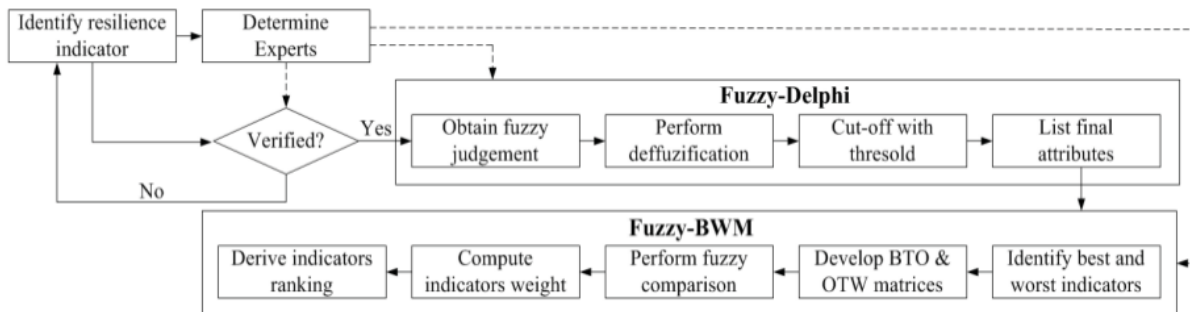 Identify resilience
indicator
Determine
Experts
Verified?
Yes
No
Fuzzy-Delphi
Obtain fuzzy
judgement
Perform
deffuzification
Cut-off with
thresold
List final
attributes
Fuzzy-BWM
Derive indicators
ranking
Compute
indicators weight
Perform fuzzy
comparison
Develop BTO &
OTW matrices
Identify best and
worst indicators